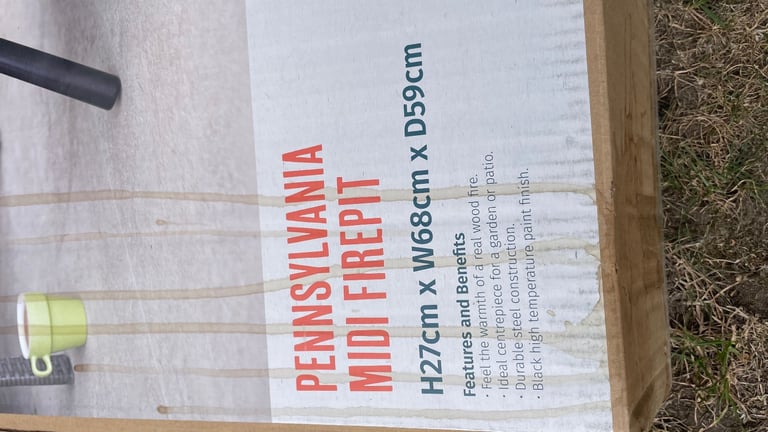 PENNSYLVANIA
MIDI FIREPIT
H27cm x W68cm x D59cm
Features and Benefits
· Feel the warmth of a real wood fire.
· Ideal centrepiece for a garden or patio.
· Durable steel construction.
· Black high temperature paint finish.